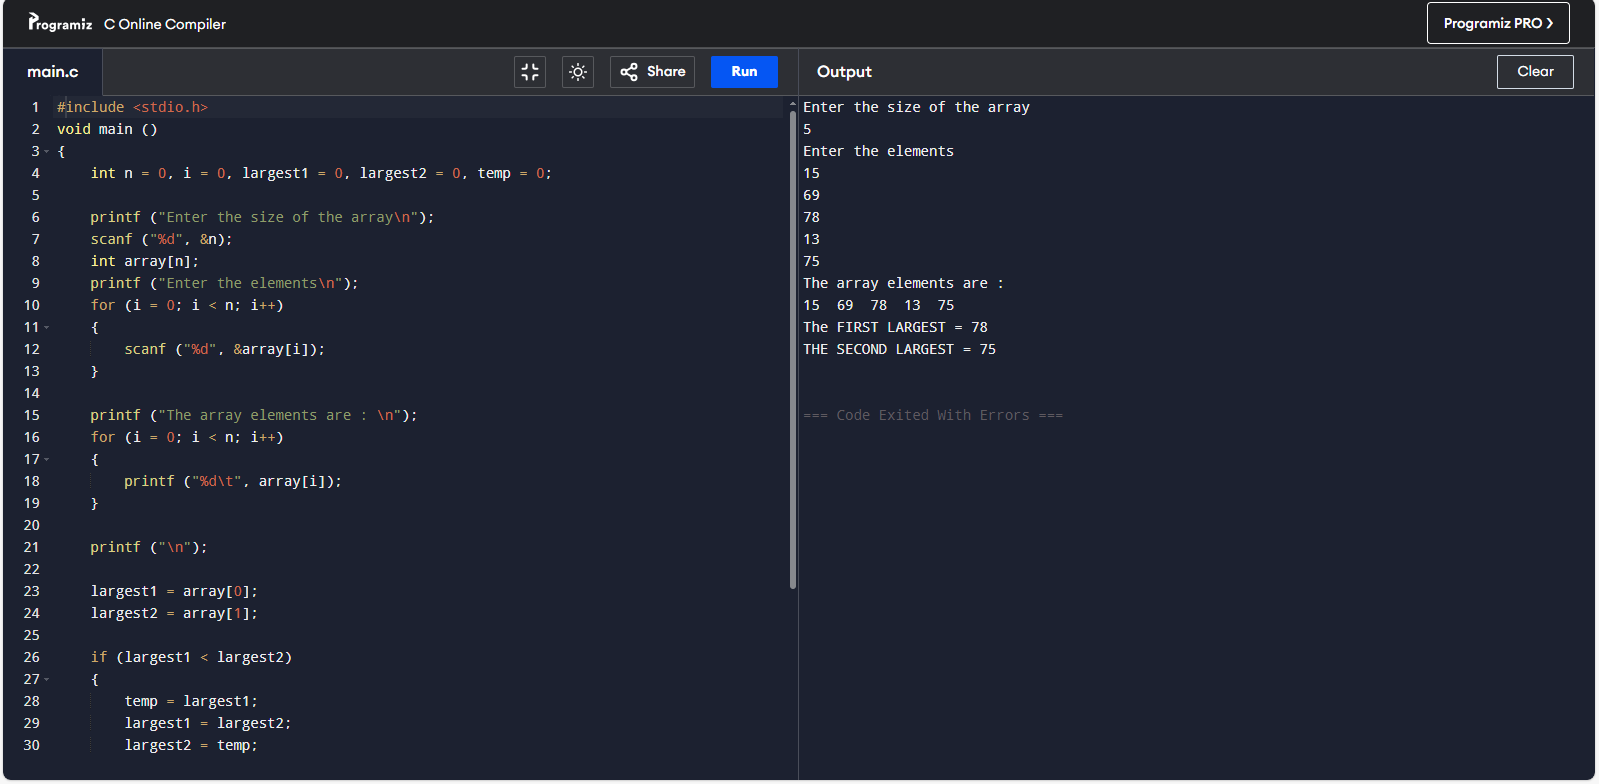 Programiz C Online Compiler Programiz PRO
main.c Share Run Output Clear
1 #include <stdio.h>
2 void main ()
3 {
4 int n = 0, i = 0, largest1 = 0, largest2 = 0, temp = 0;
5
6 printf ("Enter the size of the array\n");
7 scanf ("%d", &n);
8 int array[n];
9 printf ("Enter the elements\n");
10 for (i = 0; i < n; i++)
11 {
12 scanf ("%d", &array[i]);
13 }
14
15 printf ("The array elements are : \n");
16 for (i = 0; i < n; i++)
17 {
18 printf ("%d\t", array[i]);
19 }
20
21 printf ("\n");
22
23 largest1 = array[0];
24 largest2 = array[1];
25
26 if (largest1 < largest2)
27 {
28 temp = largest1;
29 largest1 = largest2;
30 largest2 = temp;
Enter the size of the array
5
Enter the elements
15
69
78
13
75
The array elements are :
15 69 78 13 75
The FIRST LARGEST = 78
THE SECOND LARGEST = 75
=== Code Exited With Errors ===